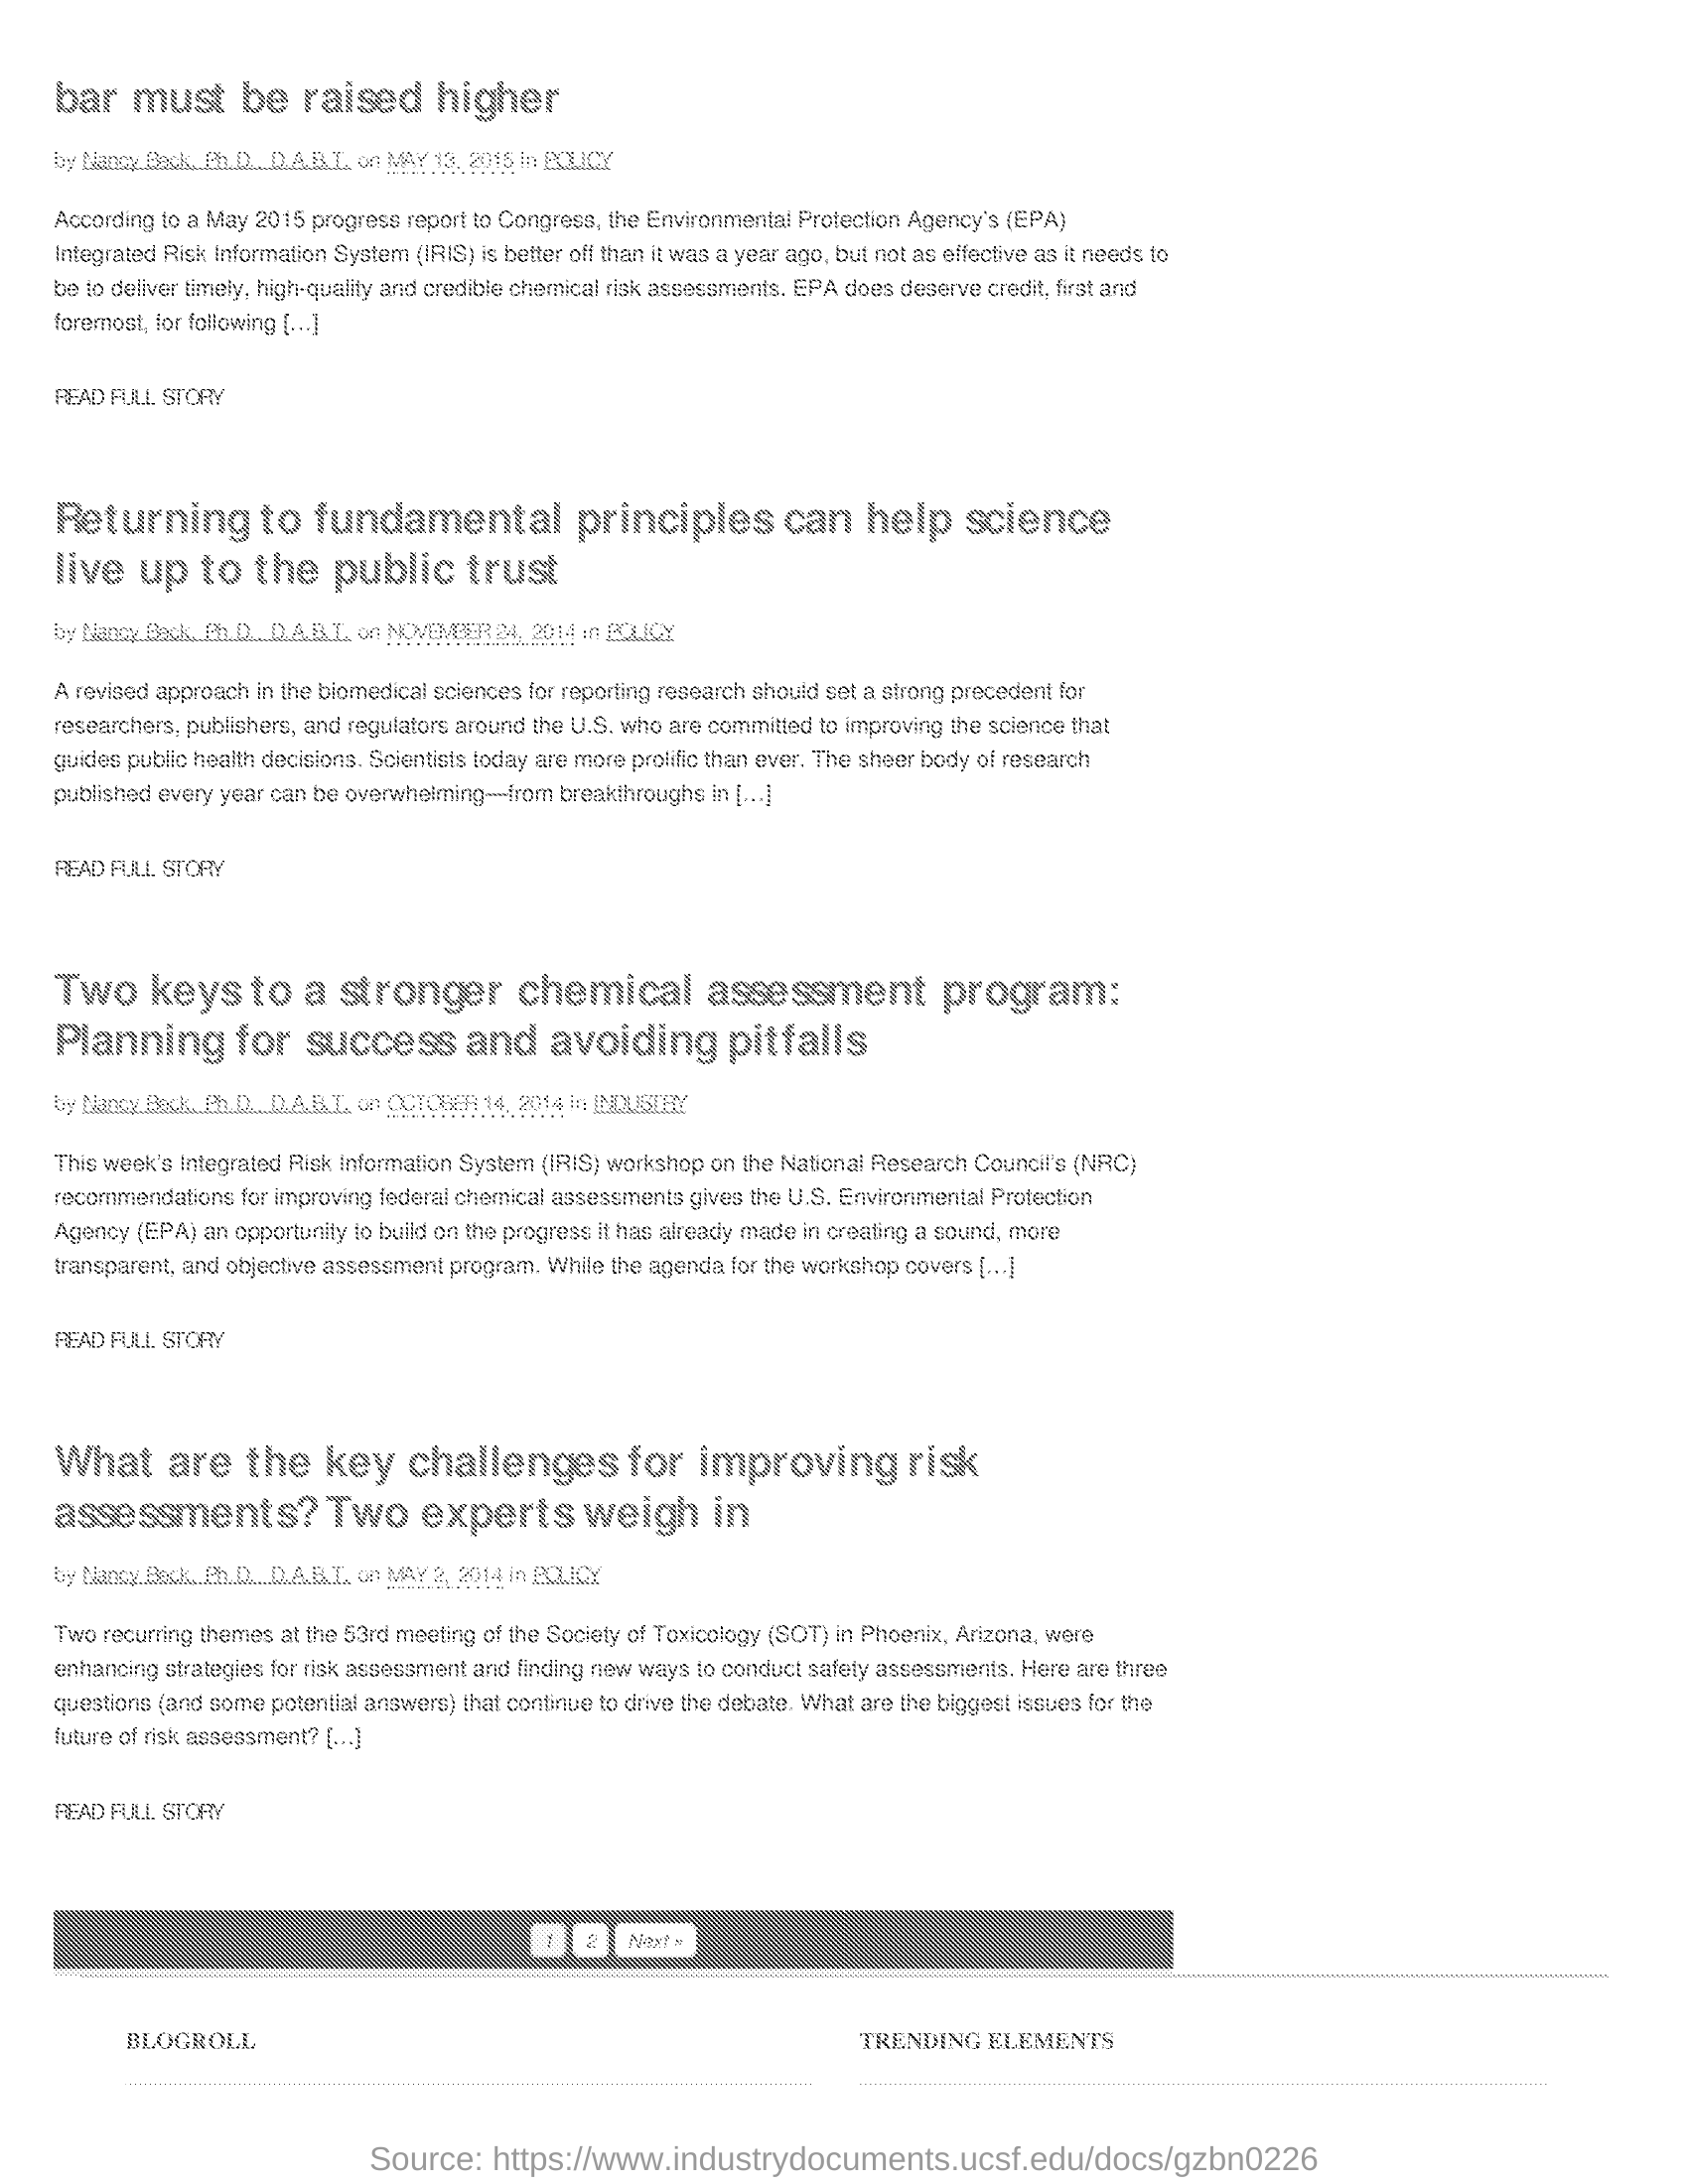 bar must be raised higher
by Nancy Beck, Ph.D., D.A.B.T. on MAY 13, 2015 in POLICY
According to a May 2015 progress report to Congress, the Environmental Protection Agency's (EPA)
Integrated Risk Information System (IRIS) is better off than it was a year ago, but not as effective as it needs to
be to deliver timely, high-quality and credible chemical risk assessments. EPA does deserve credit, first and
foremost, for following […]
READ FULL STORY
Returning to fundamental principles can help science
live up to the public trust
by Nancy Beck, Ph.D., D.A.B.T. on NOVEMBER 24, 2014 in POLICY
A revised approach in the biomedical sciences for reporting research should set a strong precedent for
researchers, publishers, and regulators around the U.S. who are committed to improving the science that
guides public health decisions. Scientists today are more prolific than ever. The sheer body of research
published every year can be overwhelming—from breakthroughs in […]
READ FULL STORY
Two keys to a stronger chemical assessment program:
Planning for success and avoiding pitfalls
by Nancy Beck, Ph.D., D.A.B.T. on OCTOBER 14, 2014 in INDUSTRY
This week's Integrated Risk Information System (IRIS) workshop on the National Research Council's (NRC)
recommendations for improving federal chemical assessments gives the U.S. Environmental Protection
Agency (EPA) an opportunity to build on the progress it has already made in creating a sound, more
transparent, and objective assessment program. While the agenda for the workshop covers […]
READ FULL STORY
What are the key challenges for improving risk
assessments? Two experts weigh in
by Nancy Beck, Ph.D., D.A.B.T. on MAY 2, 2014 in POLICY
Two recurring themes at the 53rd meeting of the Society of Toxicology (SOT) in Phoenix, Arizona, were
enhancing strategies for risk assessment and finding new ways to conduct safety assessments. Here are three
questions (and some potential answers) that continue to drive the debate. What are the biggest issues for the
future of risk assessment? […]
READ FULL STORY
1 2 Next »
BLOGROLL TRENDING ELEMENTS
Source: https://www.industrydocuments.ucsf.edu/docs/gzbn0226